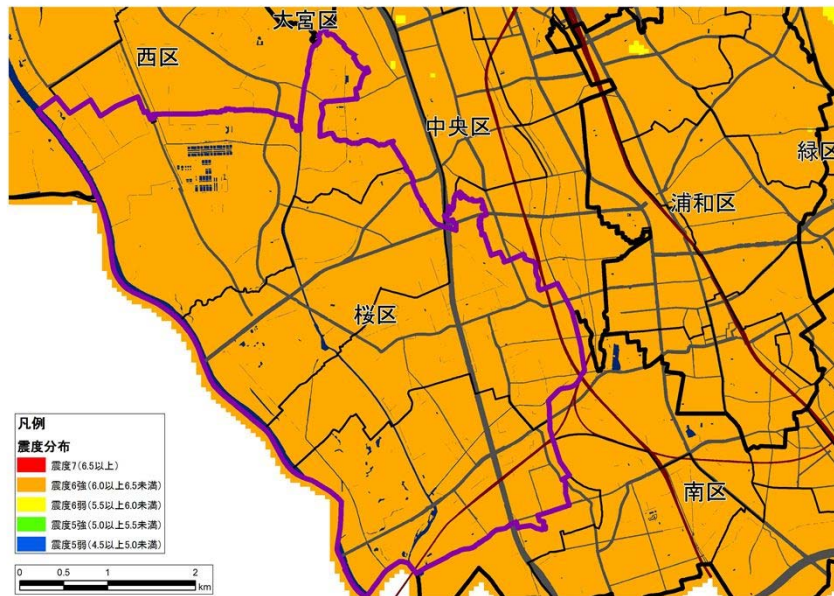 大宮区
西区
中央区
緑区
浦和区
桜区
南区
凡例
震度分布
震度7(6.5以上)
震度6強(6.0以上6.5未満)
震度6弱(5.5以上6.0未満)
震度5強(5.0以上5.5未満)
震度5弱(4.5以上5.0未満)
0 0.5 1 2
km